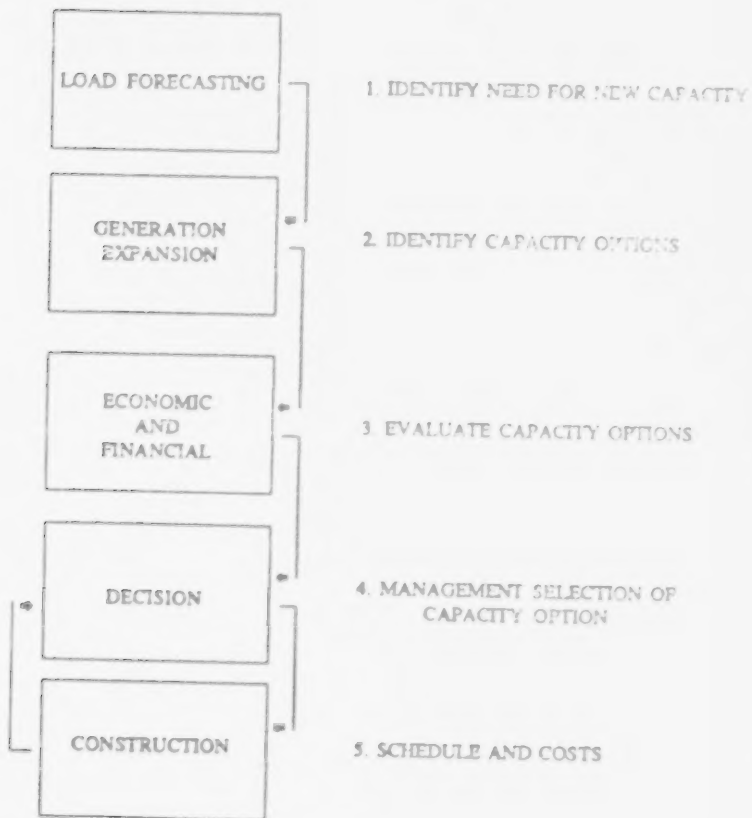 LOAD FORECASTING
1. IDENTIFY NEED FOR NEW CAPACITY
GENERATION
EXPANSION
2. IDENTIFY CAPACITY OPTIONS
ECONOMIC
AND
FINANCIAL
3. EVALUATE CAPACITY OPTIONS
DECISION
4. MANAGEMENT SELECTION OF
CAPACITY OPTION
CONSTRUCTION
5. SCHEDULE AND COSTS